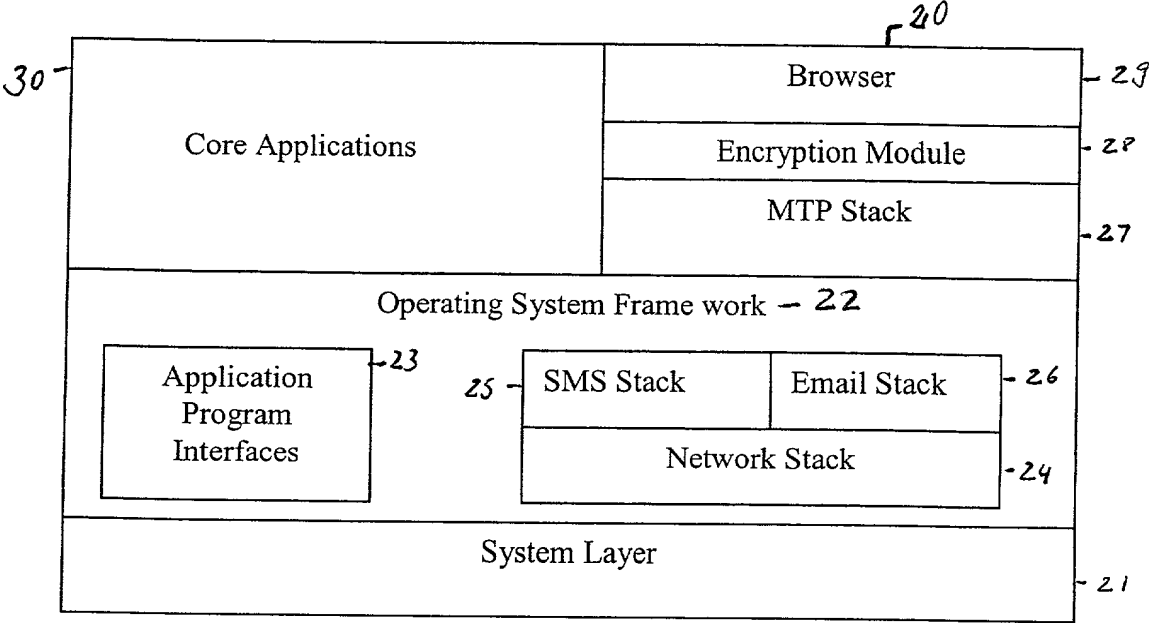 20
30
Browser
29
Core Applications
Encryption Module
28
MTP Stack
27
Operating System Frame work - 22
Application
Program
Interfaces
23
25
SMS Stack
Email Stack
26
Network Stack
24
System Layer
21